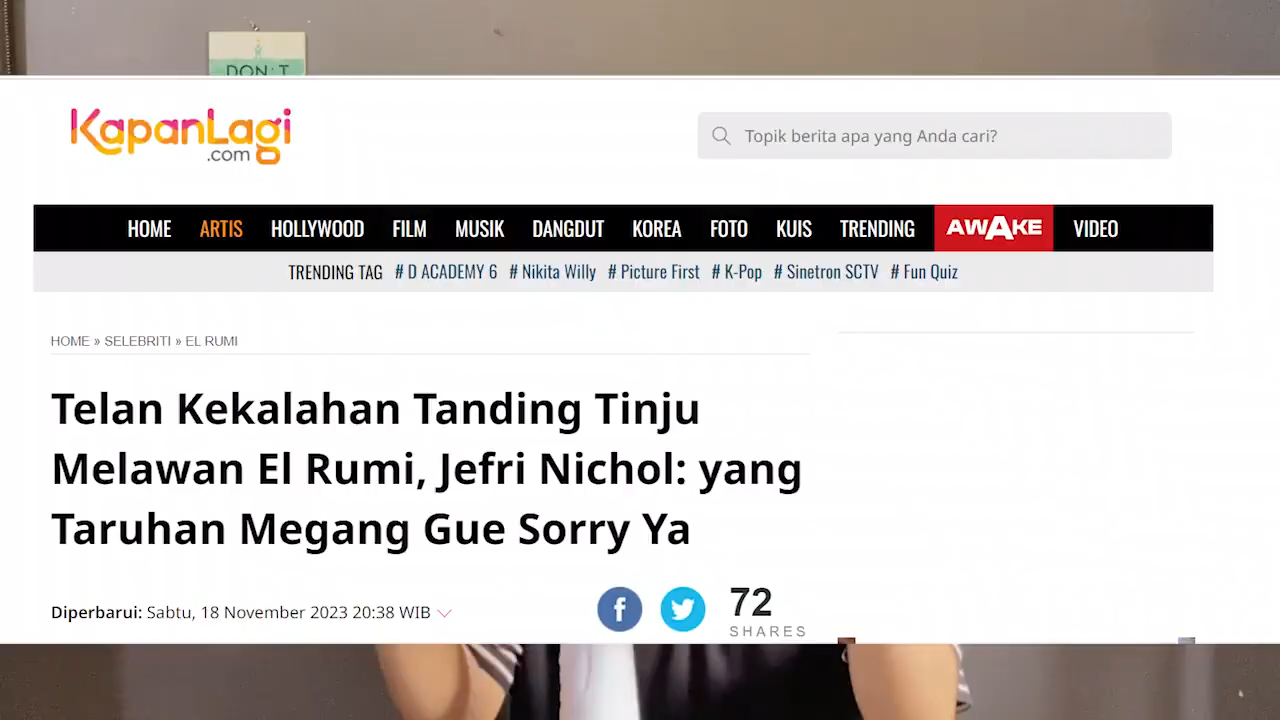 DON'T
KapanLagi
.com
Topik berita apa yang Anda cari?
HOME ARTIS HOLLYWOOD FILM MUSIK DANGDUT KOREA FOTO KUIS TRENDING AWAKE VIDEO
TRENDING TAG # D ACADEMY 6 # Nikita Willy # Picture First # K-Pop # Sinetron SCTV # Fun Quiz
HOME » SELEBRITI » EL RUMI
Telan Kekalahan Tanding Tinju
Melawan El Rumi, Jefri Nichol: yang
Taruhan Megang Gue Sorry Ya
Diperbarui: Sabtu, 18 November 2023 20:38 WIB
72
SHARES